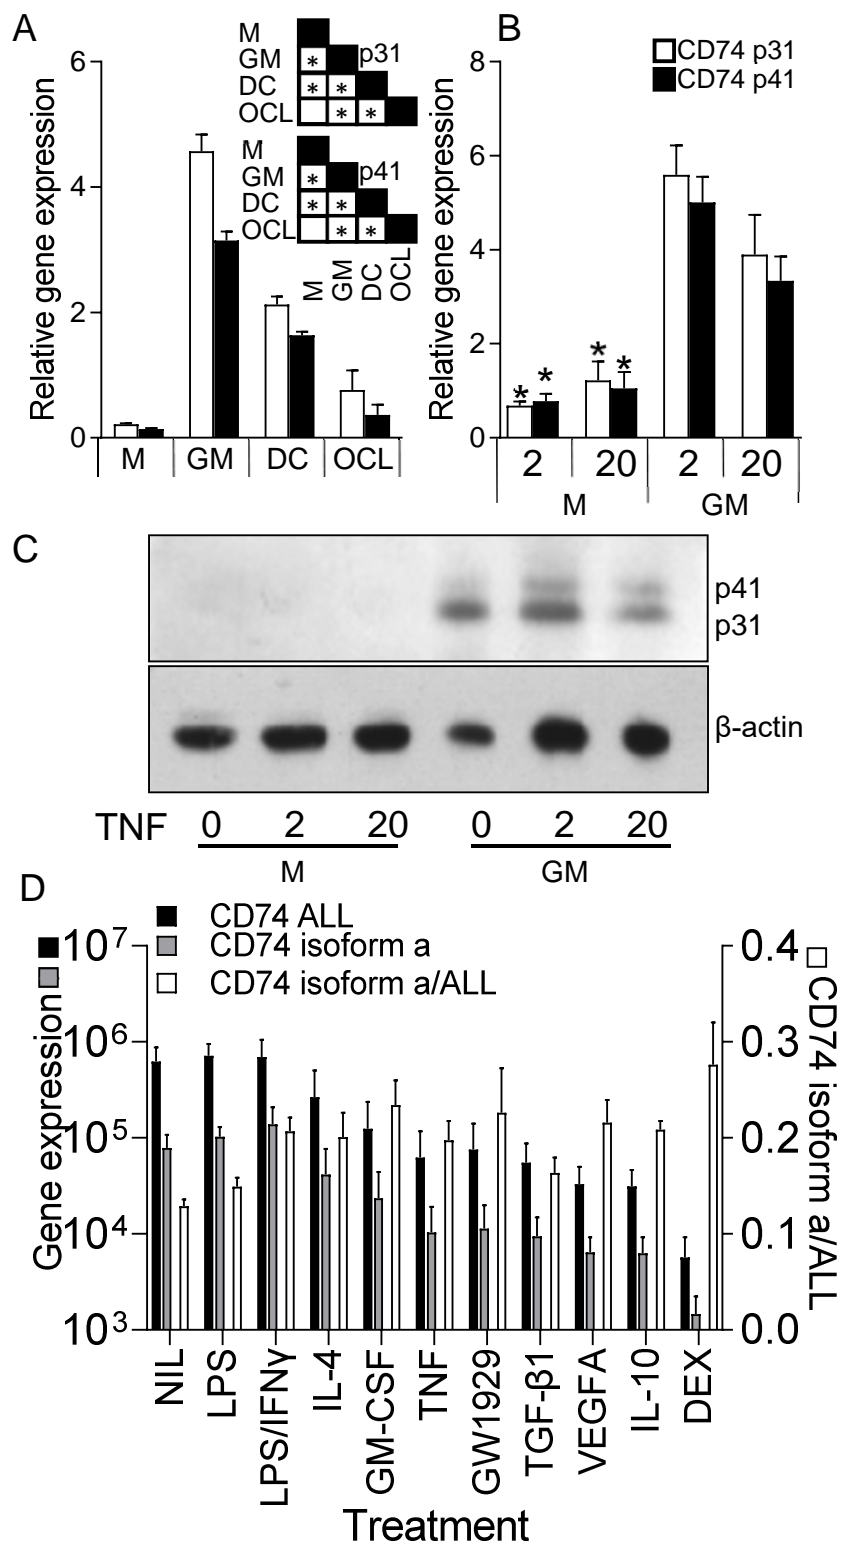 A
M
GM * p31
DC * *
OCL * *
M
GM * p41
DC * *
OCL * *
M GM DC OCL
Relative gene expression
6
4
2
0
M GM DC OCL
B
CD74 p31
CD74 p41
Relative gene expression
8
6
4
2
0
* * * *
2 20 2 20
M GM
C
p41
p31
β-actin
TNF 0 2 20 0 2 20
M GM
D
CD74 ALL
CD74 isoform a
CD74 isoform a/ALL
Gene expression
10⁷
10⁶
10⁵
10⁴
10³
0.4
0.3
0.2
0.1
0.0
CD74 isoform a/ALL
NIL
LPS
LPS/IFNγ
IL-4
GM-CSF
TNF
GW1929
TGF-β1
VEGFA
IL-10
DEX
Treatment